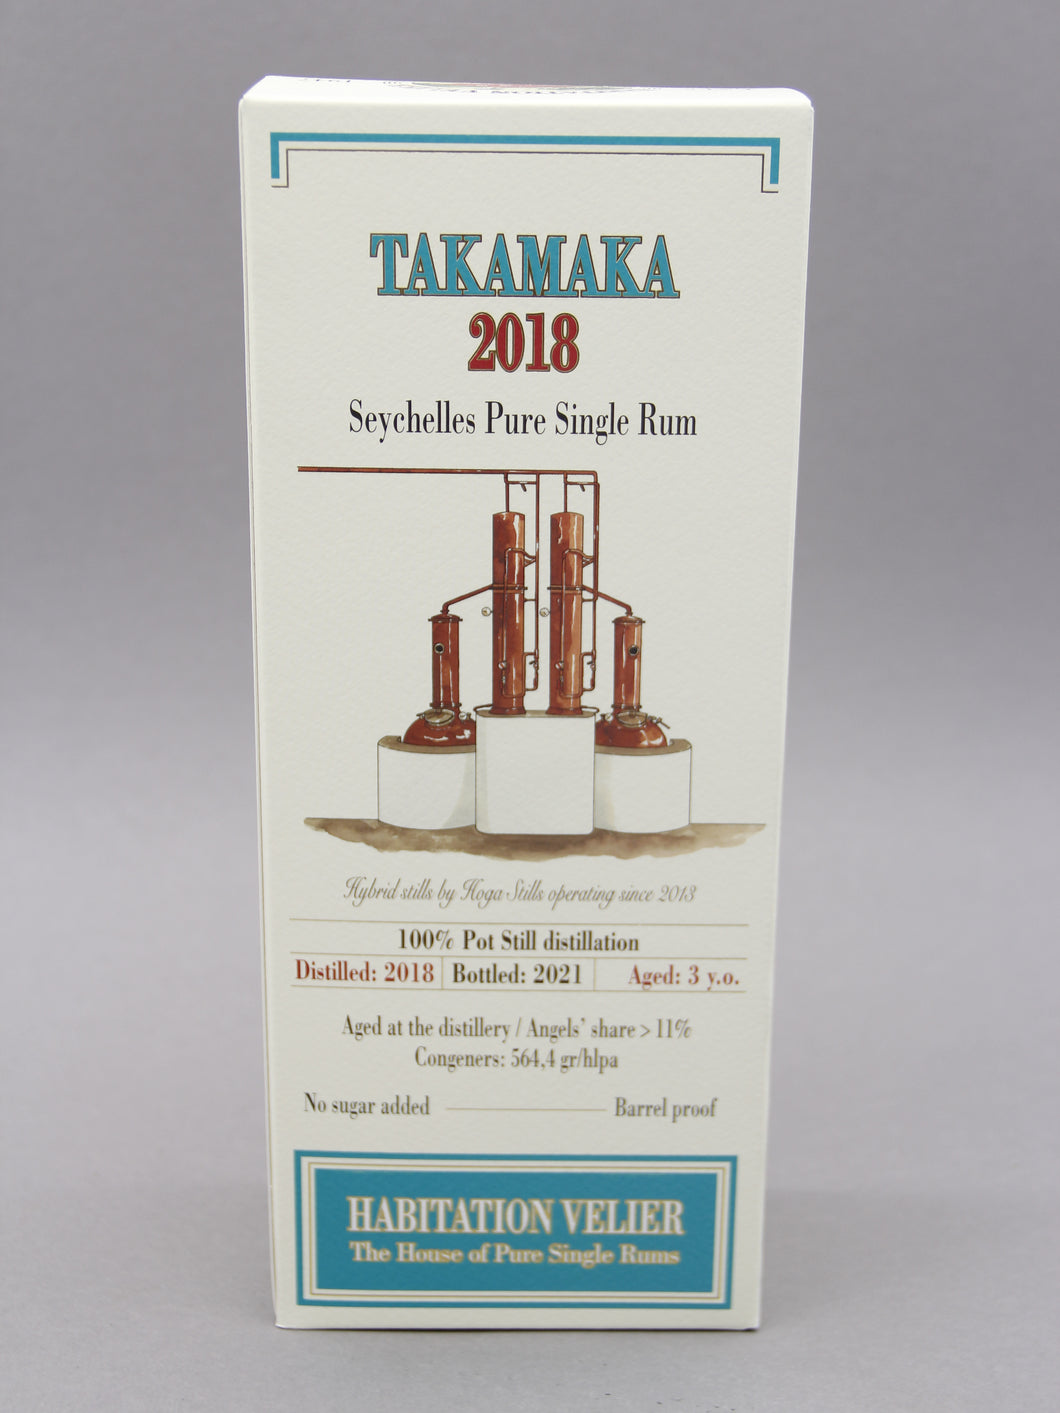 TAKAMAKA
2018
Seychelles Pure Single Rum
Hybrid stills by Hoga Stills operating since 2013
100% Pot Still distillation
Distilled: 2018 Bottled: 2021 Aged: 3 y.o.
Aged at the distillery / Angels' share > 11%
Congeners: 564,4 gr/hlpa
No sugar added Barrel proof
HABITATION VELIER
The House of Pure Single Rums